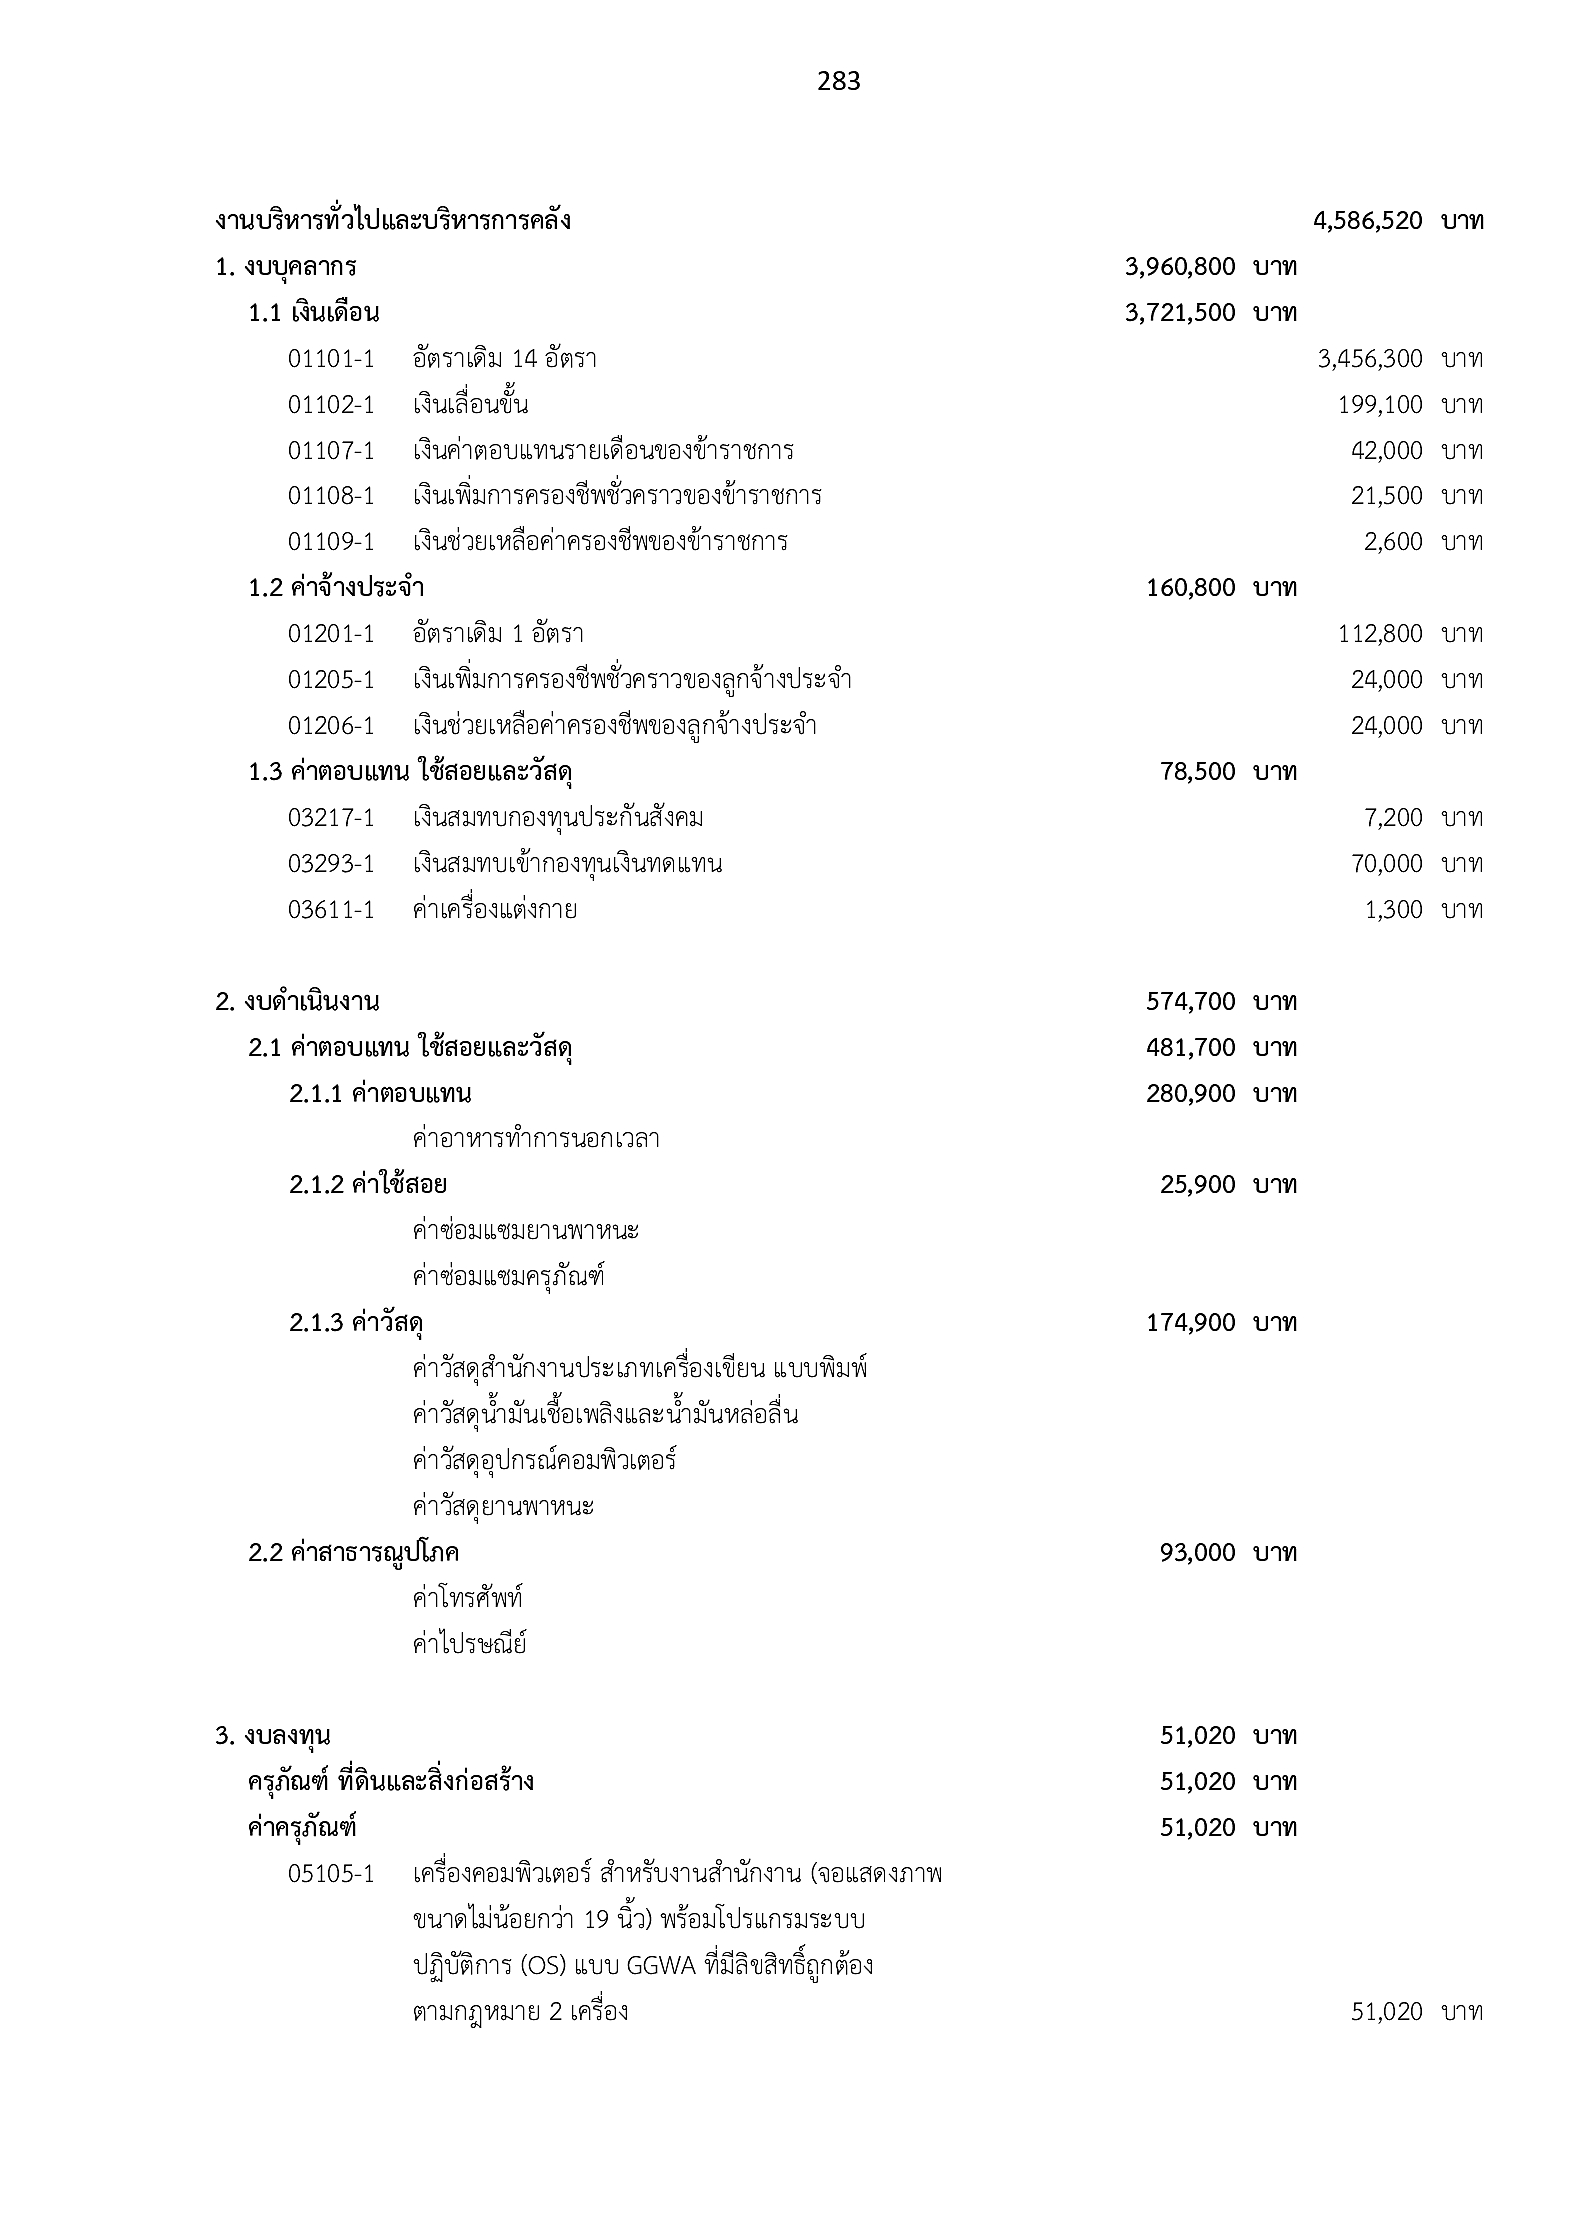 283
งานบริหารทั่วไปและบริหารการคลัง 4,586,520 บาท
1. งบบุคลากร 3,960,800 บาท
1.1 เงินเดือน 3,721,500 บาท
01101-1 อัตราเดิม 14 อัตรา 3,456,300 บาท
01102-1 เงินเลื่อนขั้น 199,100 บาท
01107-1 เงินค่าตอบแทนรายเดือนของข้าราชการ 42,000 บาท
01108-1 เงินเพิ่มการครองชีพชั่วคราวของข้าราชการ 21,500 บาท
01109-1 เงินช่วยเหลือค่าครองชีพของข้าราชการ 2,600 บาท
1.2 ค่าจ้างประจำ 160,800 บาท
01201-1 อัตราเดิม 1 อัตรา 112,800 บาท
01205-1 เงินเพิ่มการครองชีพชั่วคราวของลูกจ้างประจำ 24,000 บาท
01206-1 เงินช่วยเหลือค่าครองชีพของลูกจ้างประจำ 24,000 บาท
1.3 ค่าตอบแทน ใช้สอยและวัสดุ 78,500 บาท
03217-1 เงินสมทบกองทุนประกันสังคม 7,200 บาท
03293-1 เงินสมทบเข้ากองทุนเงินทดแทน 70,000 บาท
03611-1 ค่าเครื่องแต่งกาย 1,300 บาท
2. งบดำเนินงาน 574,700 บาท
2.1 ค่าตอบแทน ใช้สอยและวัสดุ 481,700 บาท
2.1.1 ค่าตอบแทน 280,900 บาท
ค่าอาหารทำการนอกเวลา
2.1.2 ค่าใช้สอย 25,900 บาท
ค่าซ่อมแซมยานพาหนะ
ค่าซ่อมแซมครุภัณฑ์
2.1.3 ค่าวัสดุ 174,900 บาท
ค่าวัสดุสำนักงานประเภทเครื่องเขียน แบบพิมพ์
ค่าวัสดุน้ำมันเชื้อเพลิงและน้ำมันหล่อลื่น
ค่าวัสดุอุปกรณ์คอมพิวเตอร์
ค่าวัสดุยานพาหนะ
2.2 ค่าสาธารณูปโภค 93,000 บาท
ค่าโทรศัพท์
ค่าไปรษณีย์
3. งบลงทุน 51,020 บาท
ครุภัณฑ์ ที่ดินและสิ่งก่อสร้าง 51,020 บาท
ค่าครุภัณฑ์ 51,020 บาท
05105-1 เครื่องคอมพิวเตอร์ สำหรับงานสำนักงาน (จอแสดงภาพ
ขนาดไม่น้อยกว่า 19 นิ้ว) พร้อมโปรแกรมระบบ
ปฏิบัติการ (OS) แบบ GGWA ที่มีลิขสิทธิ์ถูกต้อง
ตามกฎหมาย 2 เครื่อง 51,020 บาท